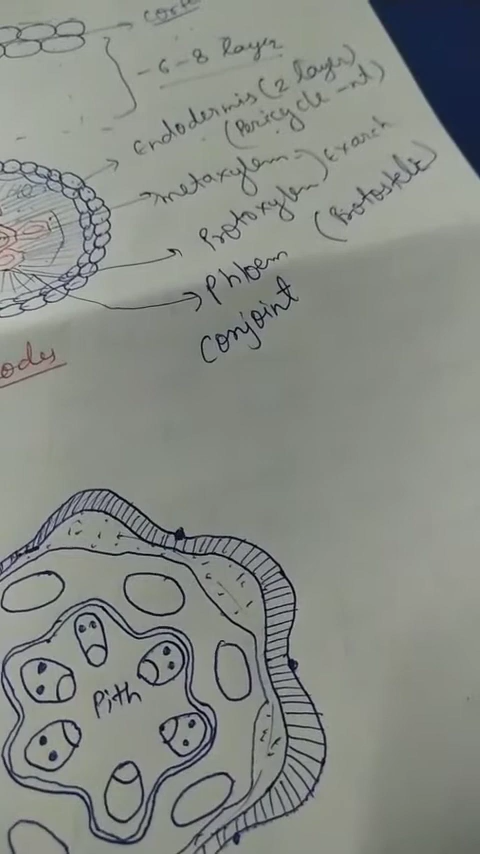 - 6-8 layer
Endodermis (2 layer)
(Pericycle -nt)
metaxylem
Protoxylem) Exarch
(Protostele)
Phloem
conjoint
Pith